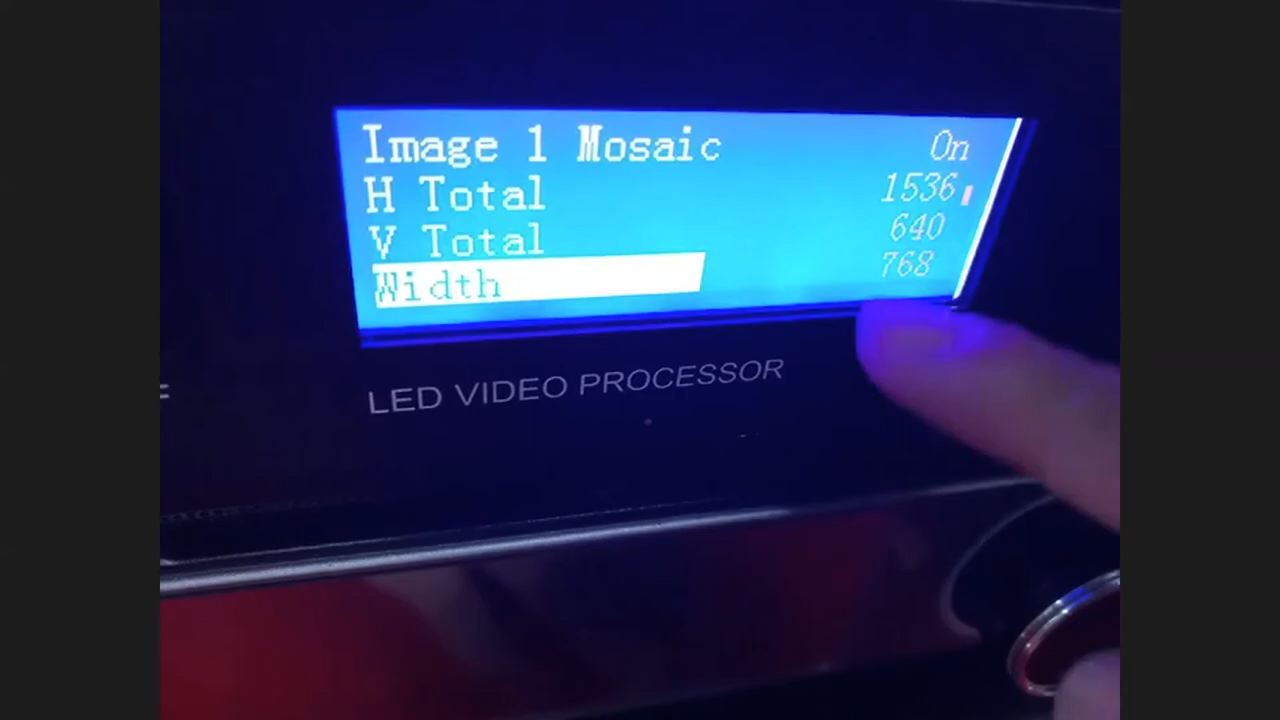 Image 1 Mosaic On
H Total 1536
V Total 640
Width 768
LED VIDEO PROCESSOR